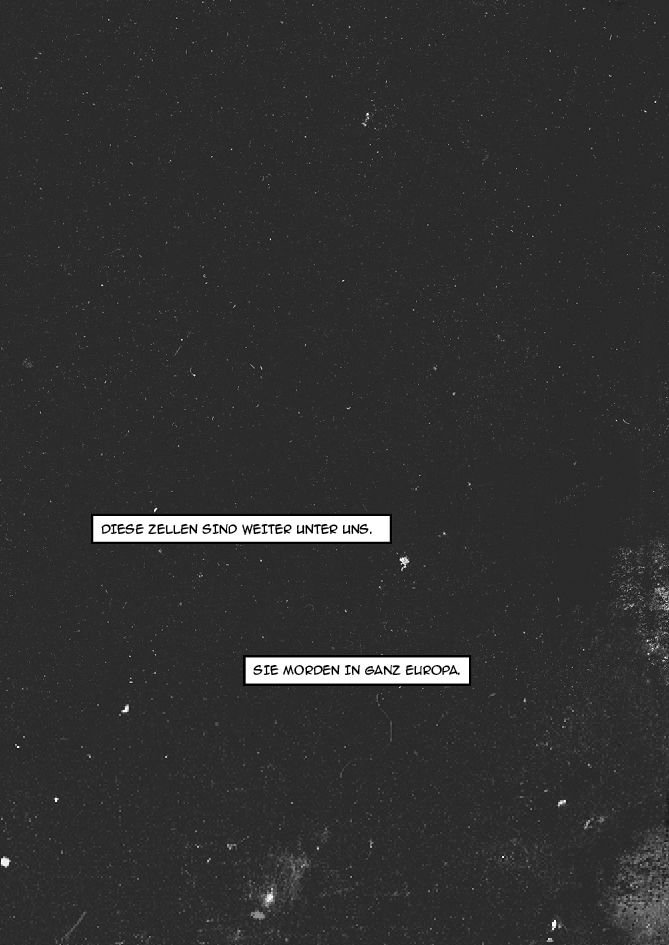 DIESE ZELLEN SIND WEITER UNTER UNS.
SIE MORDEN IN GANZ EUROPA.